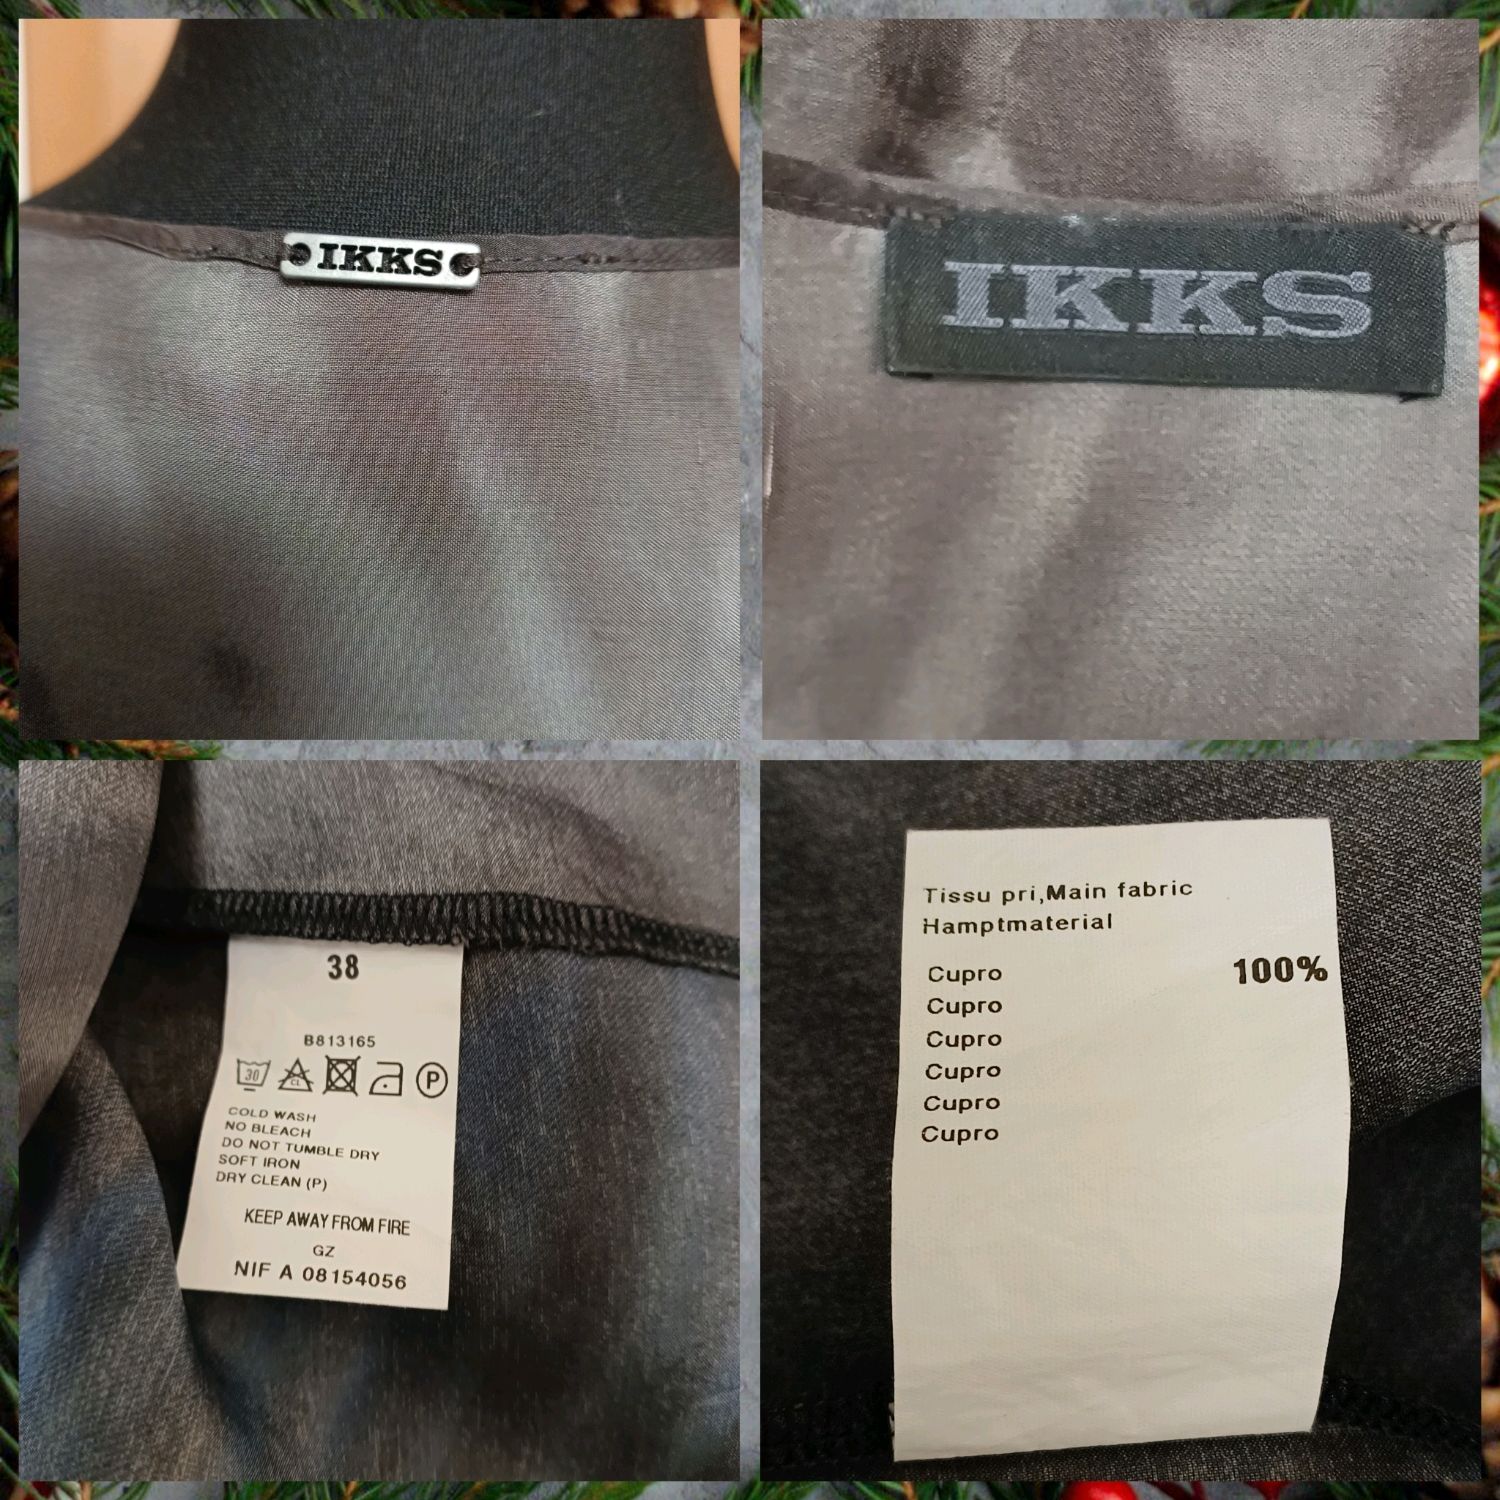 IKKS
IKKS
38
B813165
30
CL
P
COLD WASH
NO BLEACH
DO NOT TUMBLE DRY
SOFT IRON
DRY CLEAN (P)
KEEP AWAY FROM FIRE
GZ
NIF A 08154056
Tissu pri,Main fabric
Hamptmaterial
Cupro 100%
Cupro
Cupro
Cupro
Cupro
Cupro